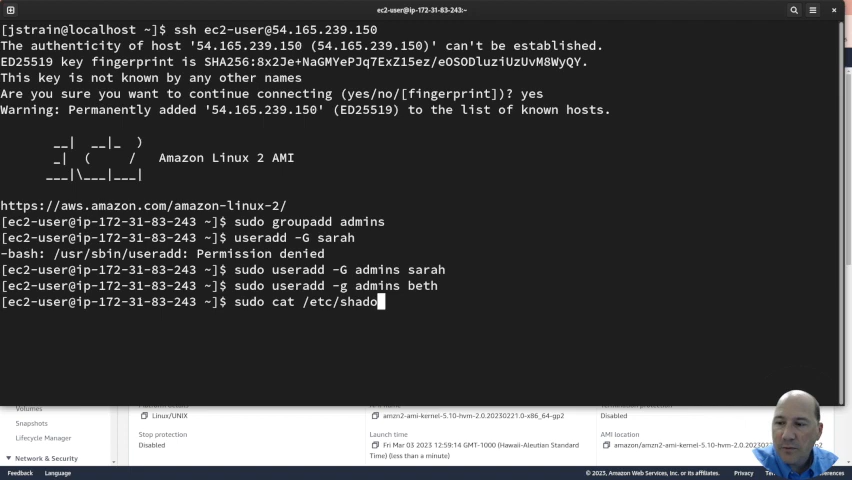 ec2-user@ip-172-31-83-243:~
[jstrain@localhost ~]$ ssh ec2-user@54.165.239.150
The authenticity of host '54.165.239.150 (54.165.239.150)' can't be established.
ED25519 key fingerprint is SHA256:8x2Je+NaGMYePJq7ExZ15ez/eOSODluziUzUvM8WyQY.
This key is not known by any other names
Are you sure you want to continue connecting (yes/no/[fingerprint])? yes
Warning: Permanently added '54.165.239.150' (ED25519) to the list of known hosts.
__|  __|_  )
_|  (     /   Amazon Linux 2 AMI
___|\___|___|
https://aws.amazon.com/amazon-linux-2/
[ec2-user@ip-172-31-83-243 ~]$ sudo groupadd admins
[ec2-user@ip-172-31-83-243 ~]$ useradd -G sarah
-bash: /usr/sbin/useradd: Permission denied
[ec2-user@ip-172-31-83-243 ~]$ sudo useradd -G admins sarah
[ec2-user@ip-172-31-83-243 ~]$ sudo useradd -g admins beth
[ec2-user@ip-172-31-83-243 ~]$ sudo cat /etc/shado
Volumes
Snapshots
Lifecycle Manager
Network & Security
Linux/UNIX
Stop protection
Disabled
amzn2-ami-kernel-5.10-hvm-2.0.20230221.0-x86_64-gp2
Launch time
Fri Mar 03 2023 12:59:14 GMT-1000 (Hawaii-Aleutian Standard
Time) (less than a minute)
Disabled
AMI location
amazon/amzn2-ami-kernel-5.10-hvm-2.0
Feedback Language
© 2023, Amazon Web Services, Inc. or its affiliates. Privacy Terms